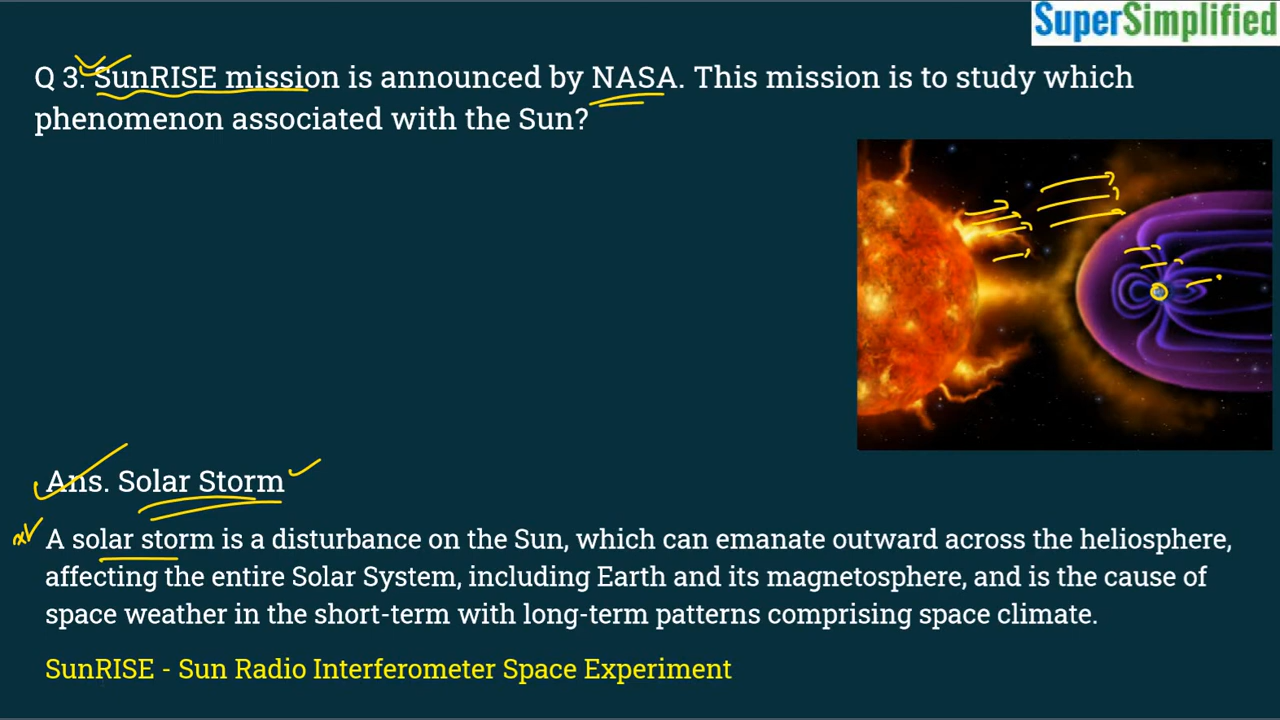 SuperSimplified
Q 3. SunRISE mission is announced by NASA. This mission is to study which
phenomenon associated with the Sun?
Ans. Solar Storm
A solar storm is a disturbance on the Sun, which can emanate outward across the heliosphere,
affecting the entire Solar System, including Earth and its magnetosphere, and is the cause of
space weather in the short-term with long-term patterns comprising space climate.
SunRISE - Sun Radio Interferometer Space Experiment